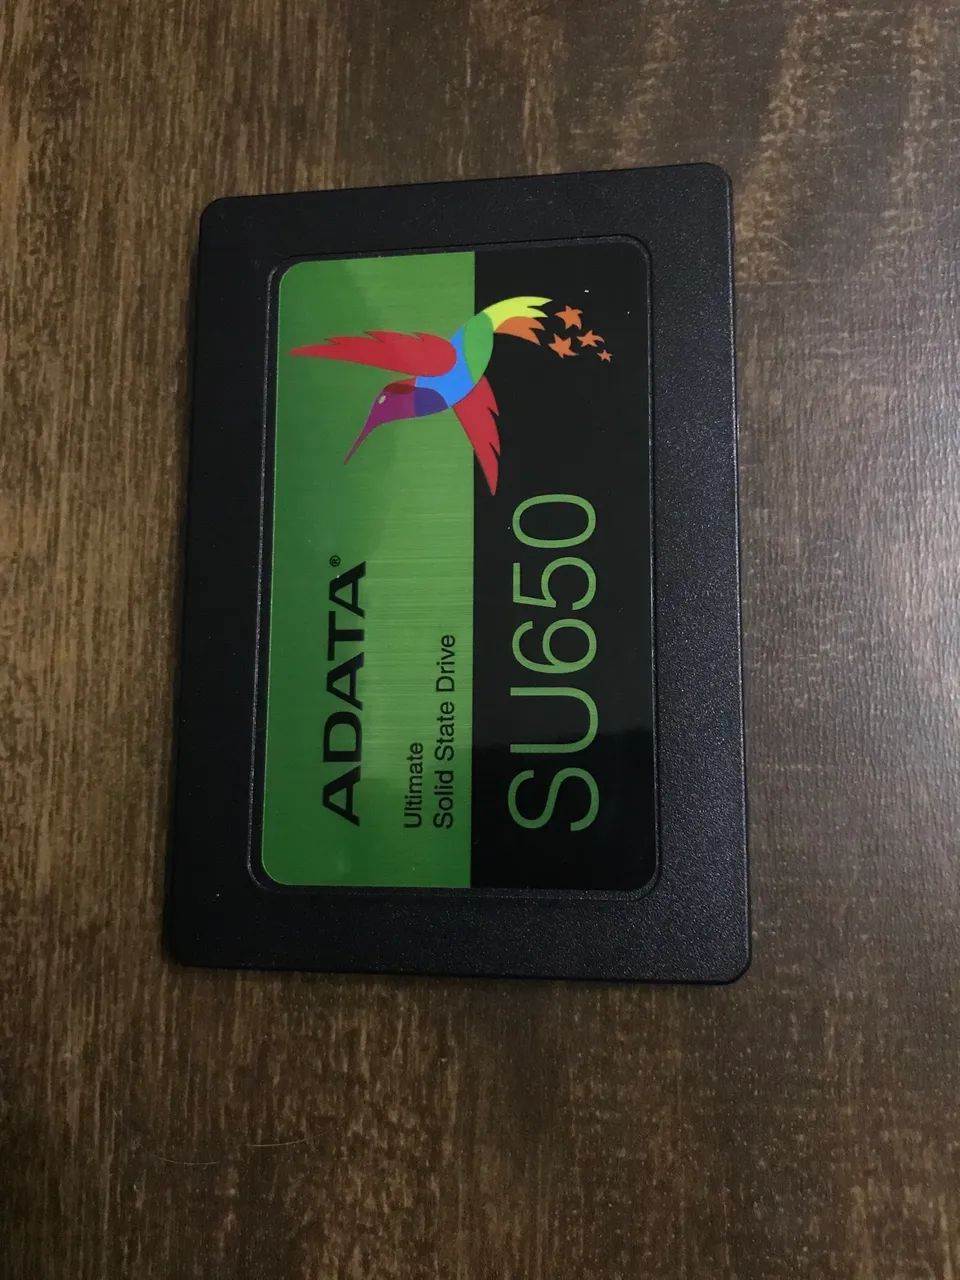 ADATA®
Ultimate
Solid State Drive
SU650